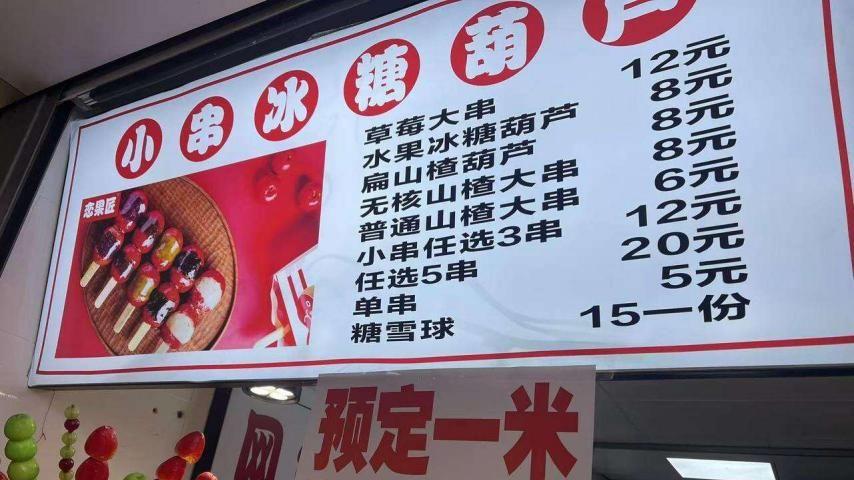 小串冰糖葫芦
恋果匠
草莓大串 12元
水果冰糖葫芦 8元
扁山楂葫芦 8元
无核山楂大串 8元
普通山楂大串 6元
小串任选3串 12元
任选5串 20元
单串 5元
糖雪球 15一份
预定一米
网